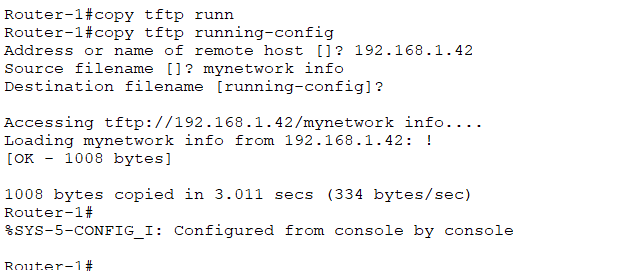 Router-1#copy tftp runn
Router-1#copy tftp running-config
Address or name of remote host []? 192.168.1.42
Source filename []? mynetwork info
Destination filename [running-config]?
Accessing tftp://192.168.1.42/mynetwork info....
Loading mynetwork info from 192.168.1.42: !
[OK - 1008 bytes]
1008 bytes copied in 3.011 secs (334 bytes/sec)
Router-1#
%SYS-5-CONFIG_I: Configured from console by console
Router-1#